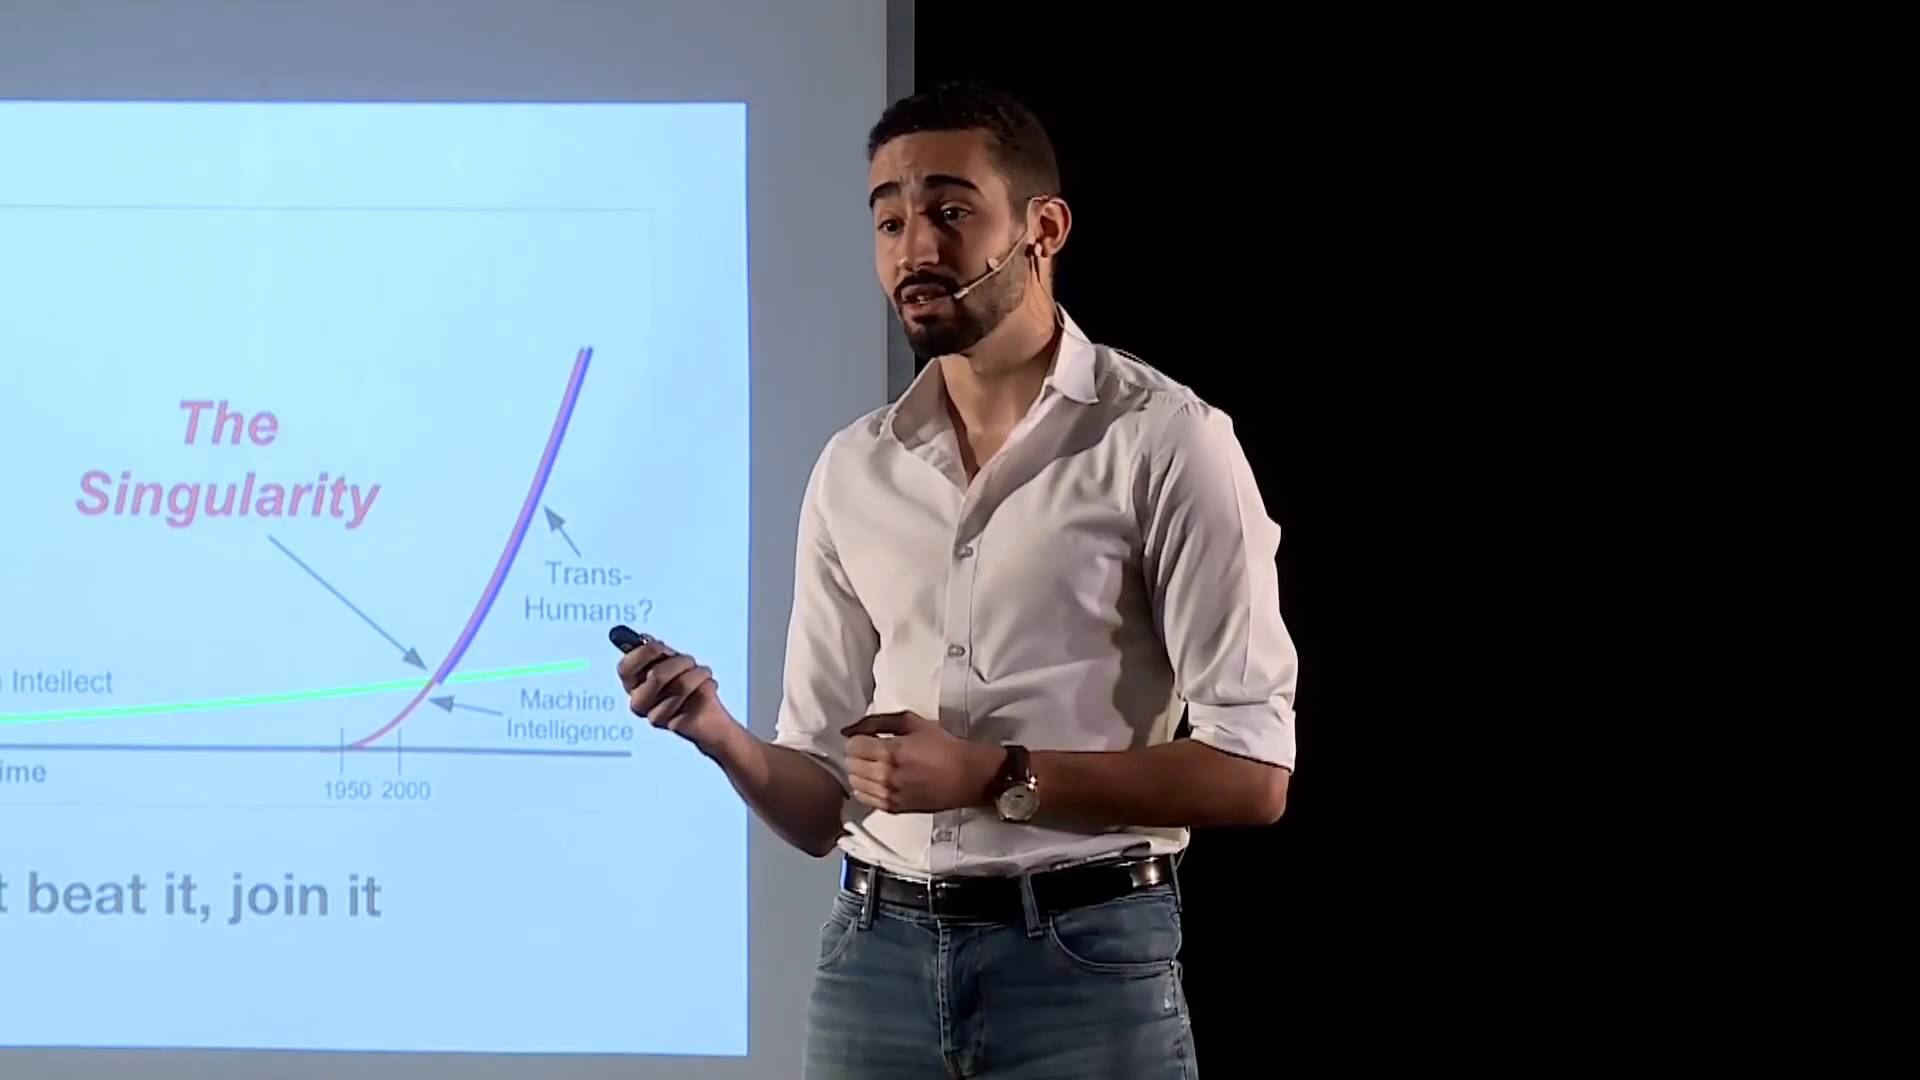 The
Singularity
Trans-
Humans?
Intellect
Machine
Intelligence
ime
1950 2000
t beat it, join it